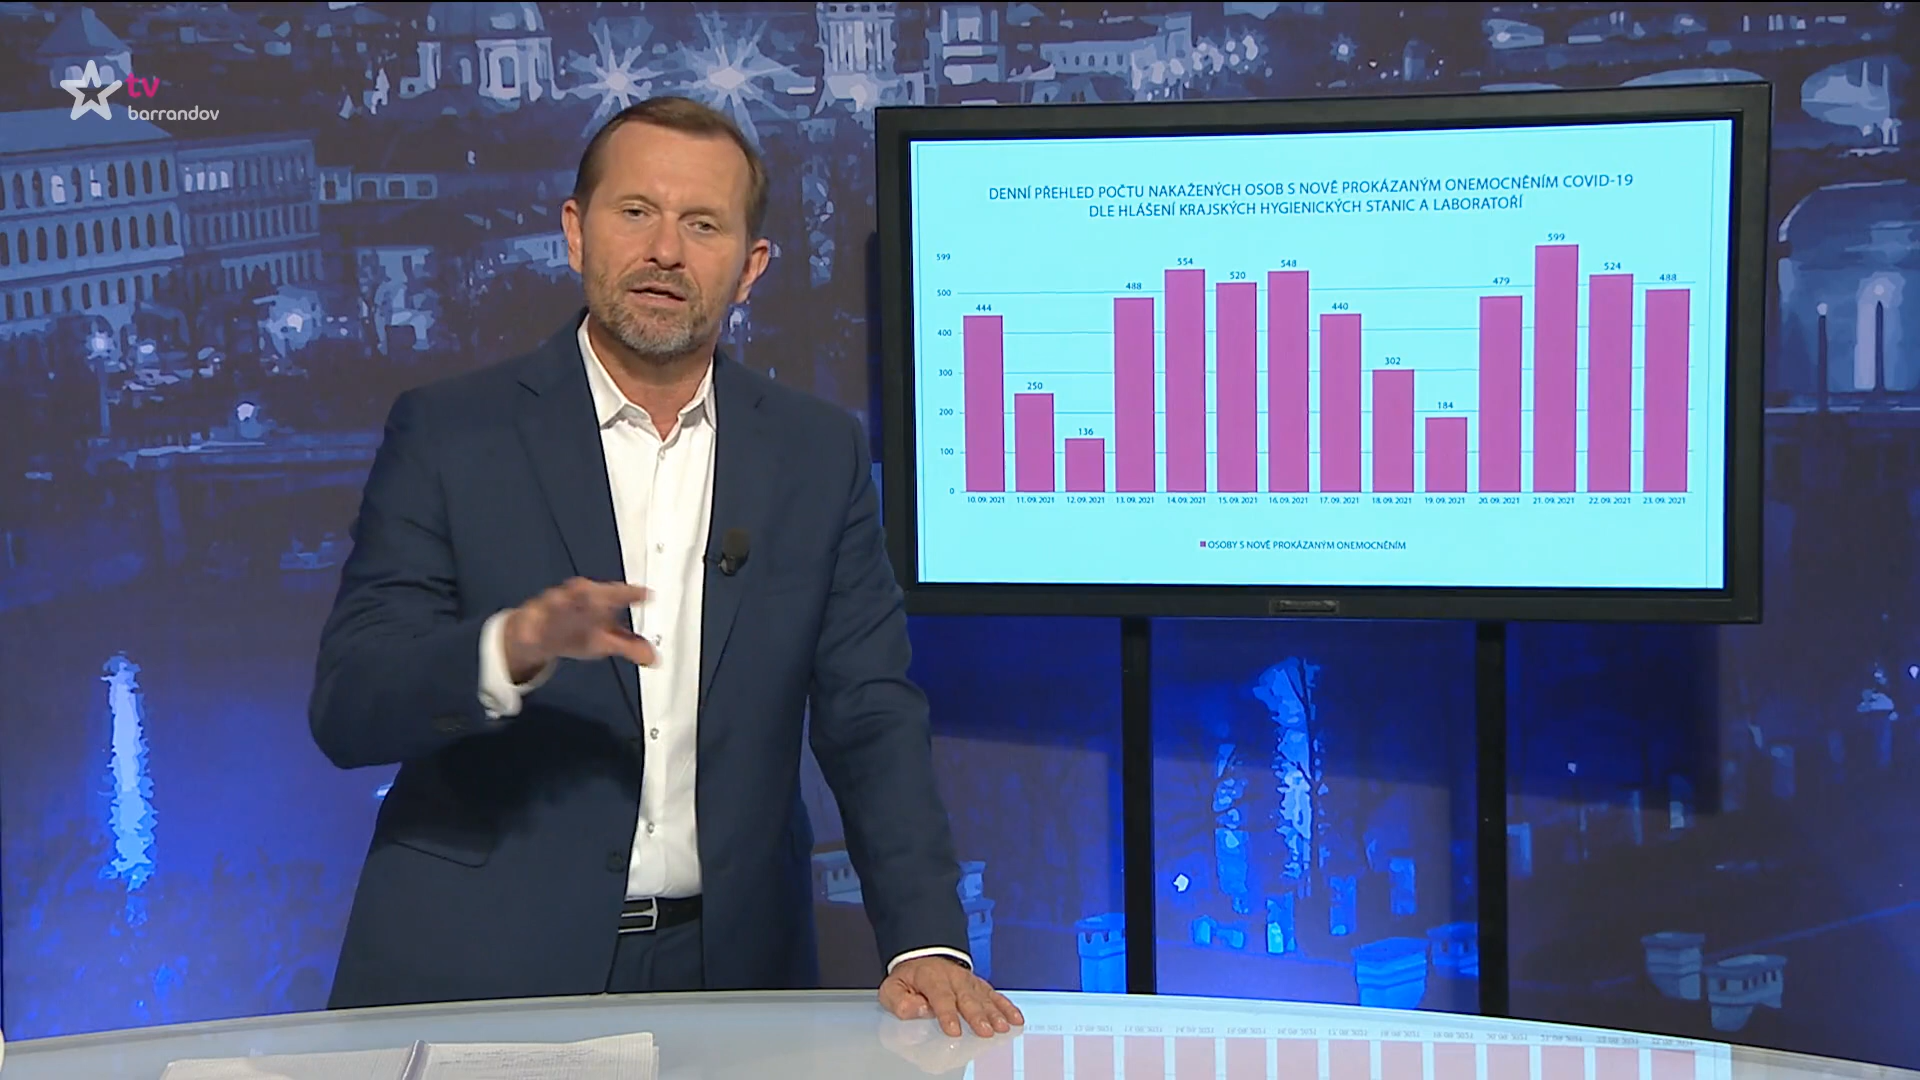 tv
barrandov
DENNÍ PŘEHLED POČTU NAKAŽENÝCH OSOB S NOVĚ PROKÁZANÝM ONEMOCNĚNÍM COVID-19
DLE HLÁŠENÍ KRAJSKÝCH HYGIENICKÝCH STANIC A LABORATOŘÍ
599
500
400
300
200
100
0
444 250 136 488 554 520 548 440 302 184 479 599 524 488
10. 09. 2021 11. 09. 2021 12. 09. 2021 13. 09. 2021 14. 09. 2021 15. 09. 2021 16. 09. 2021 17. 09. 2021 18. 09. 2021 19. 09. 2021 20. 09. 2021 21. 09. 2021 22. 09. 2021 23. 09. 2021
OSOBY S NOVĚ PROKÁZANÝM ONEMOCNĚNÍM